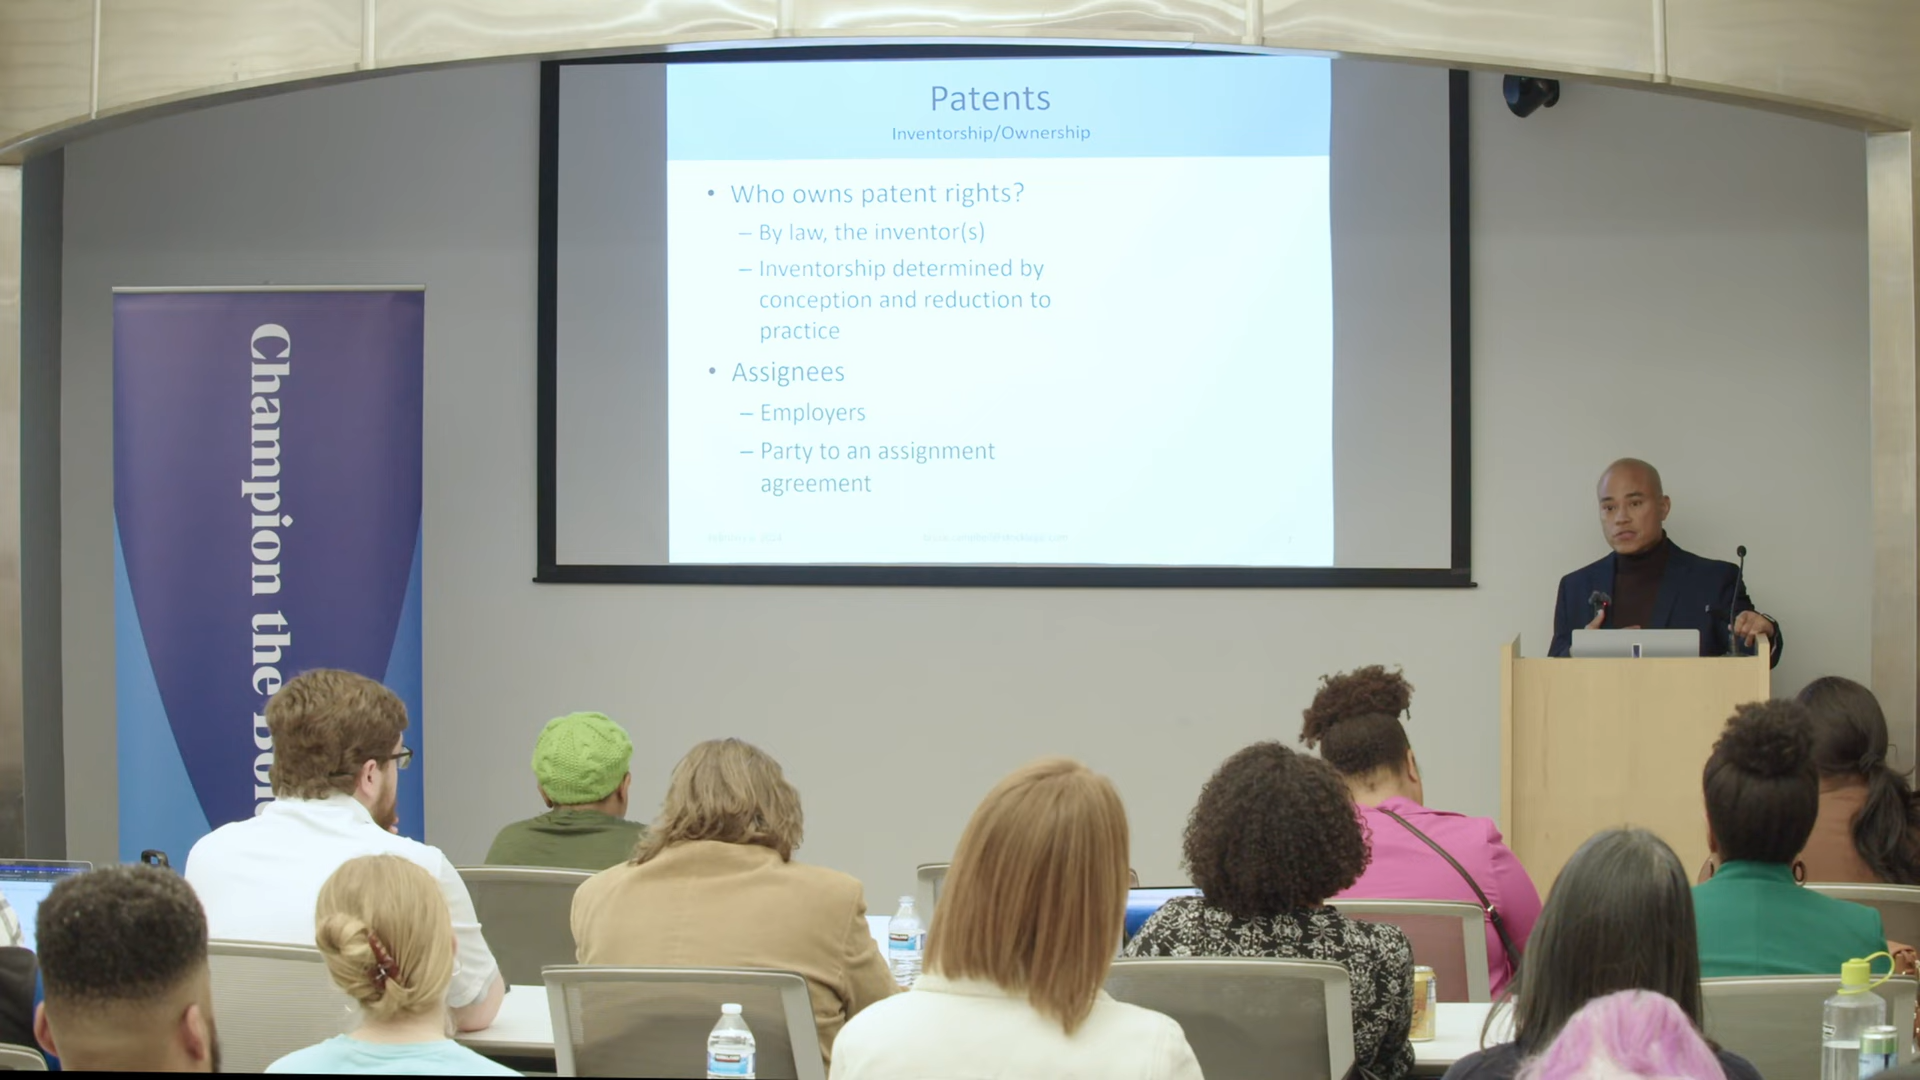 Patents
Inventorship/Ownership
• Who owns patent rights?
– By law, the inventor(s)
– Inventorship determined by
conception and reduction to
practice
• Assignees
– Employers
– Party to an assignment
agreement
Champion the Bold